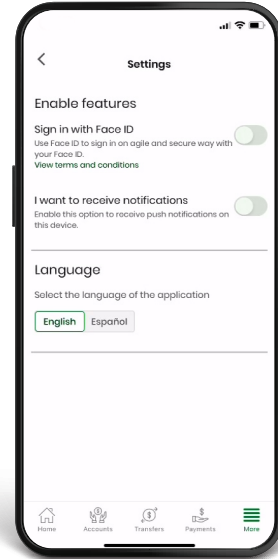 Settings
Enable features
Sign in with Face ID
Use Face ID to sign in on agile and secure way with
your Face ID.
View terms and conditions
I want to receive notifications
Enable this option to receive push notifications on
this device.
Language
Select the language of the application
English Español
Home Accounts Transfers Payments More